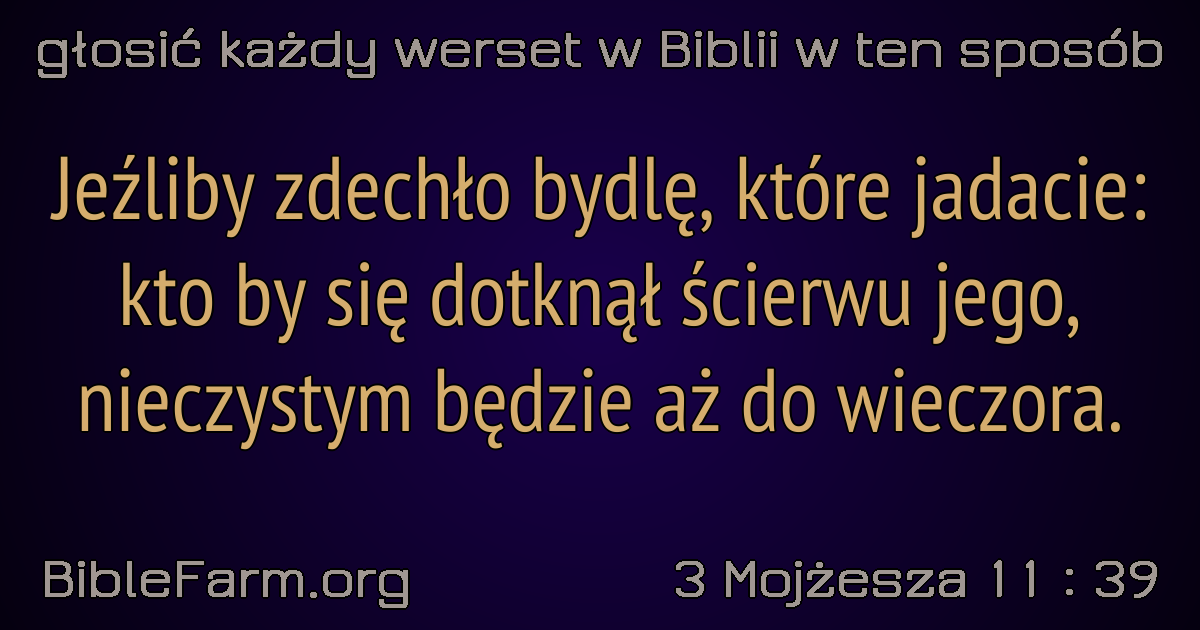 głosić każdy werset w Biblii w ten sposób
Jeźliby zdechło bydlę, które jadacie:
kto by się dotknął ścierwu jego,
nieczystym będzie aż do wieczora.
BibleFarm.org
3 Mojżesza 11 : 39